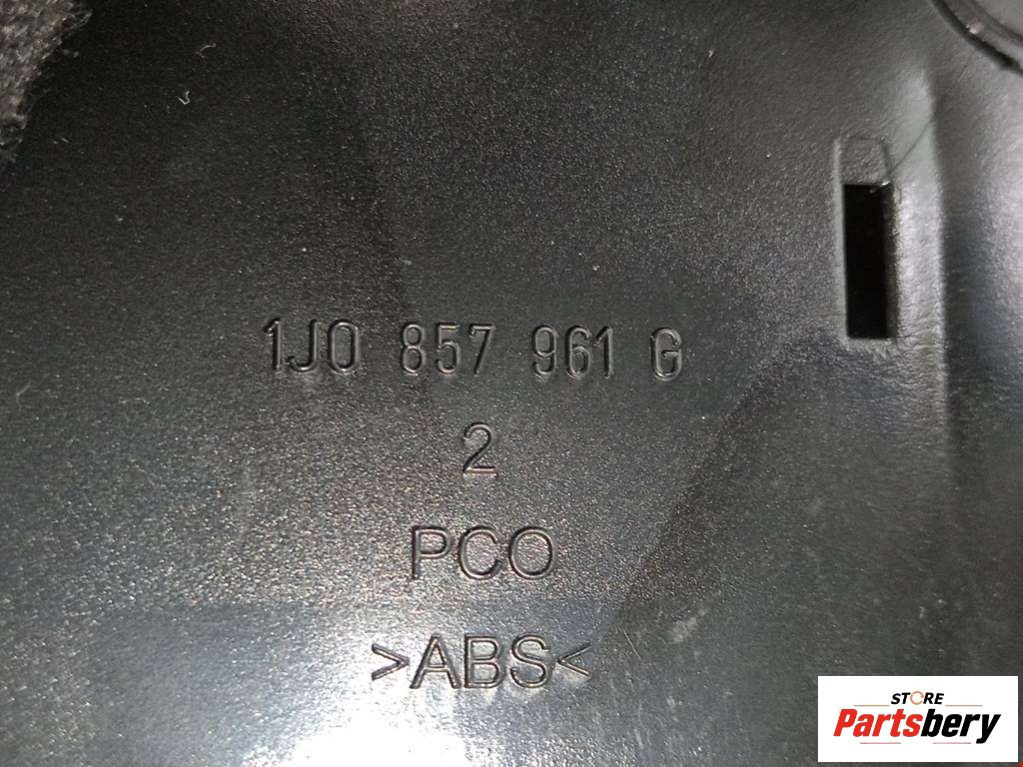 1J0 857 961 G
2
PCO
>ABS<
STORE
Partsbery